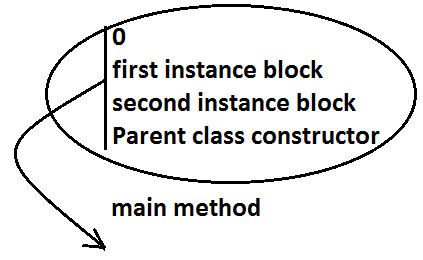 0
first instance block
second instance block
Parent class constructor
main method